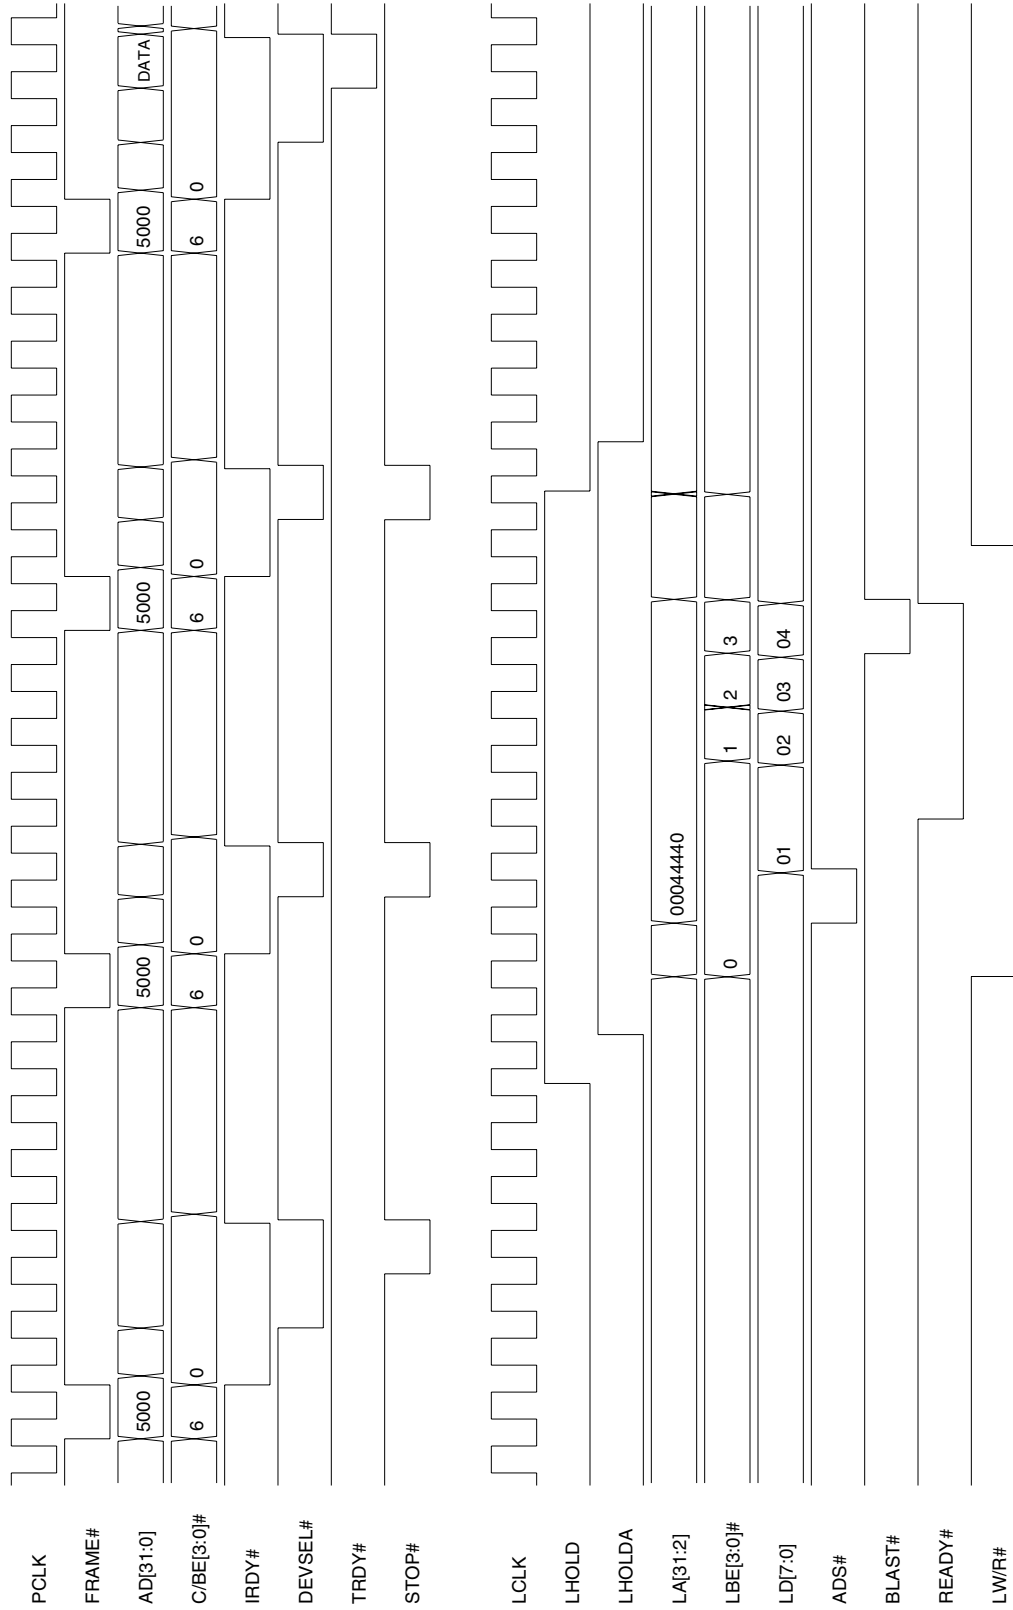 PCLK
FRAME#
AD[31:0] 5000 5000 5000 5000 DATA
C/BE[3:0]# 6 0 6 0 6 0 6 0
IRDY#
DEVSEL#
TRDY#
STOP#
LCLK
LHOLD
LHOLDA
LA[31:2] 00044440
LBE[3:0]# 0 1 2 3
LD[7:0] 01 02 03 04
ADS#
BLAST#
READY#
LW/R#